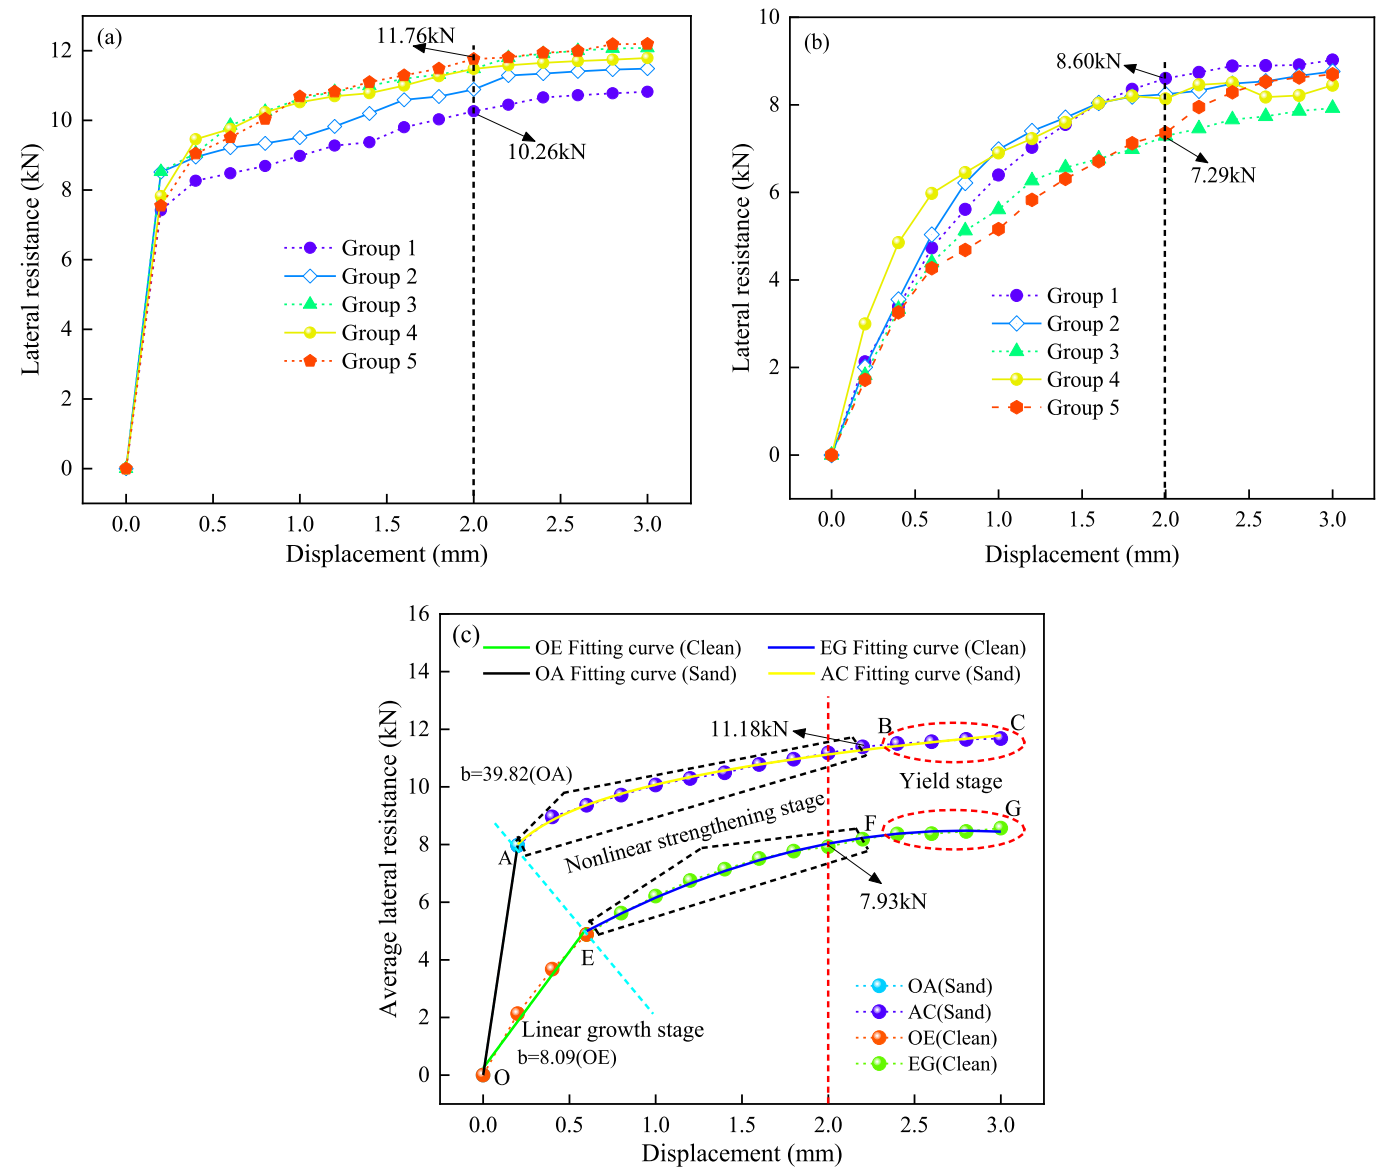 (a)
11.76kN
10.26kN
Group 1
Group 2
Group 3
Group 4
Group 5
12
10
8
6
4
2
0
0.0 0.5 1.0 1.5 2.0 2.5 3.0
Displacement (mm)
Lateral resistance (kN)
(b)
8.60kN
7.29kN
Group 1
Group 2
Group 3
Group 4
Group 5
10
8
6
4
2
0
0.0 0.5 1.0 1.5 2.0 2.5 3.0
Displacement (mm)
Lateral resistance (kN)
(c)
OE Fitting curve (Clean) EG Fitting curve (Clean)
OA Fitting curve (Sand) AC Fitting curve (Sand)
11.18kN
B
C
b=39.82(OA)
Yield stage
Nonlinear strengthening stage
F
G
A
7.93kN
E
OA(Sand)
AC(Sand)
OE(Clean)
EG(Clean)
Linear growth stage
b=8.09(OE)
O
16
14
12
10
8
6
4
2
0
0.0 0.5 1.0 1.5 2.0 2.5 3.0
Displacement (mm)
Average lateral resistance (kN)